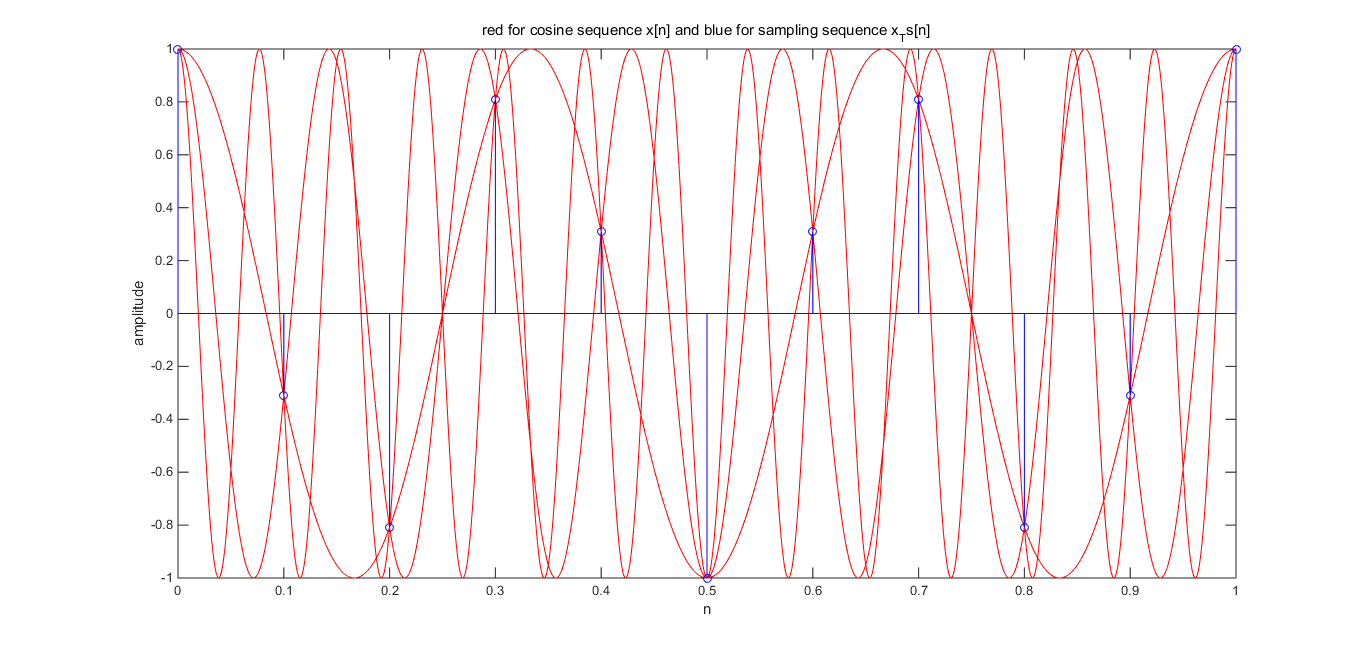 red for cosine sequence x[n] and blue for sampling sequence x_Ts[n]
amplitude
1
0.8
0.6
0.4
0.2
0
-0.2
-0.4
-0.6
-0.8
-1
0 0.1 0.2 0.3 0.4 0.5 0.6 0.7 0.8 0.9 1
n